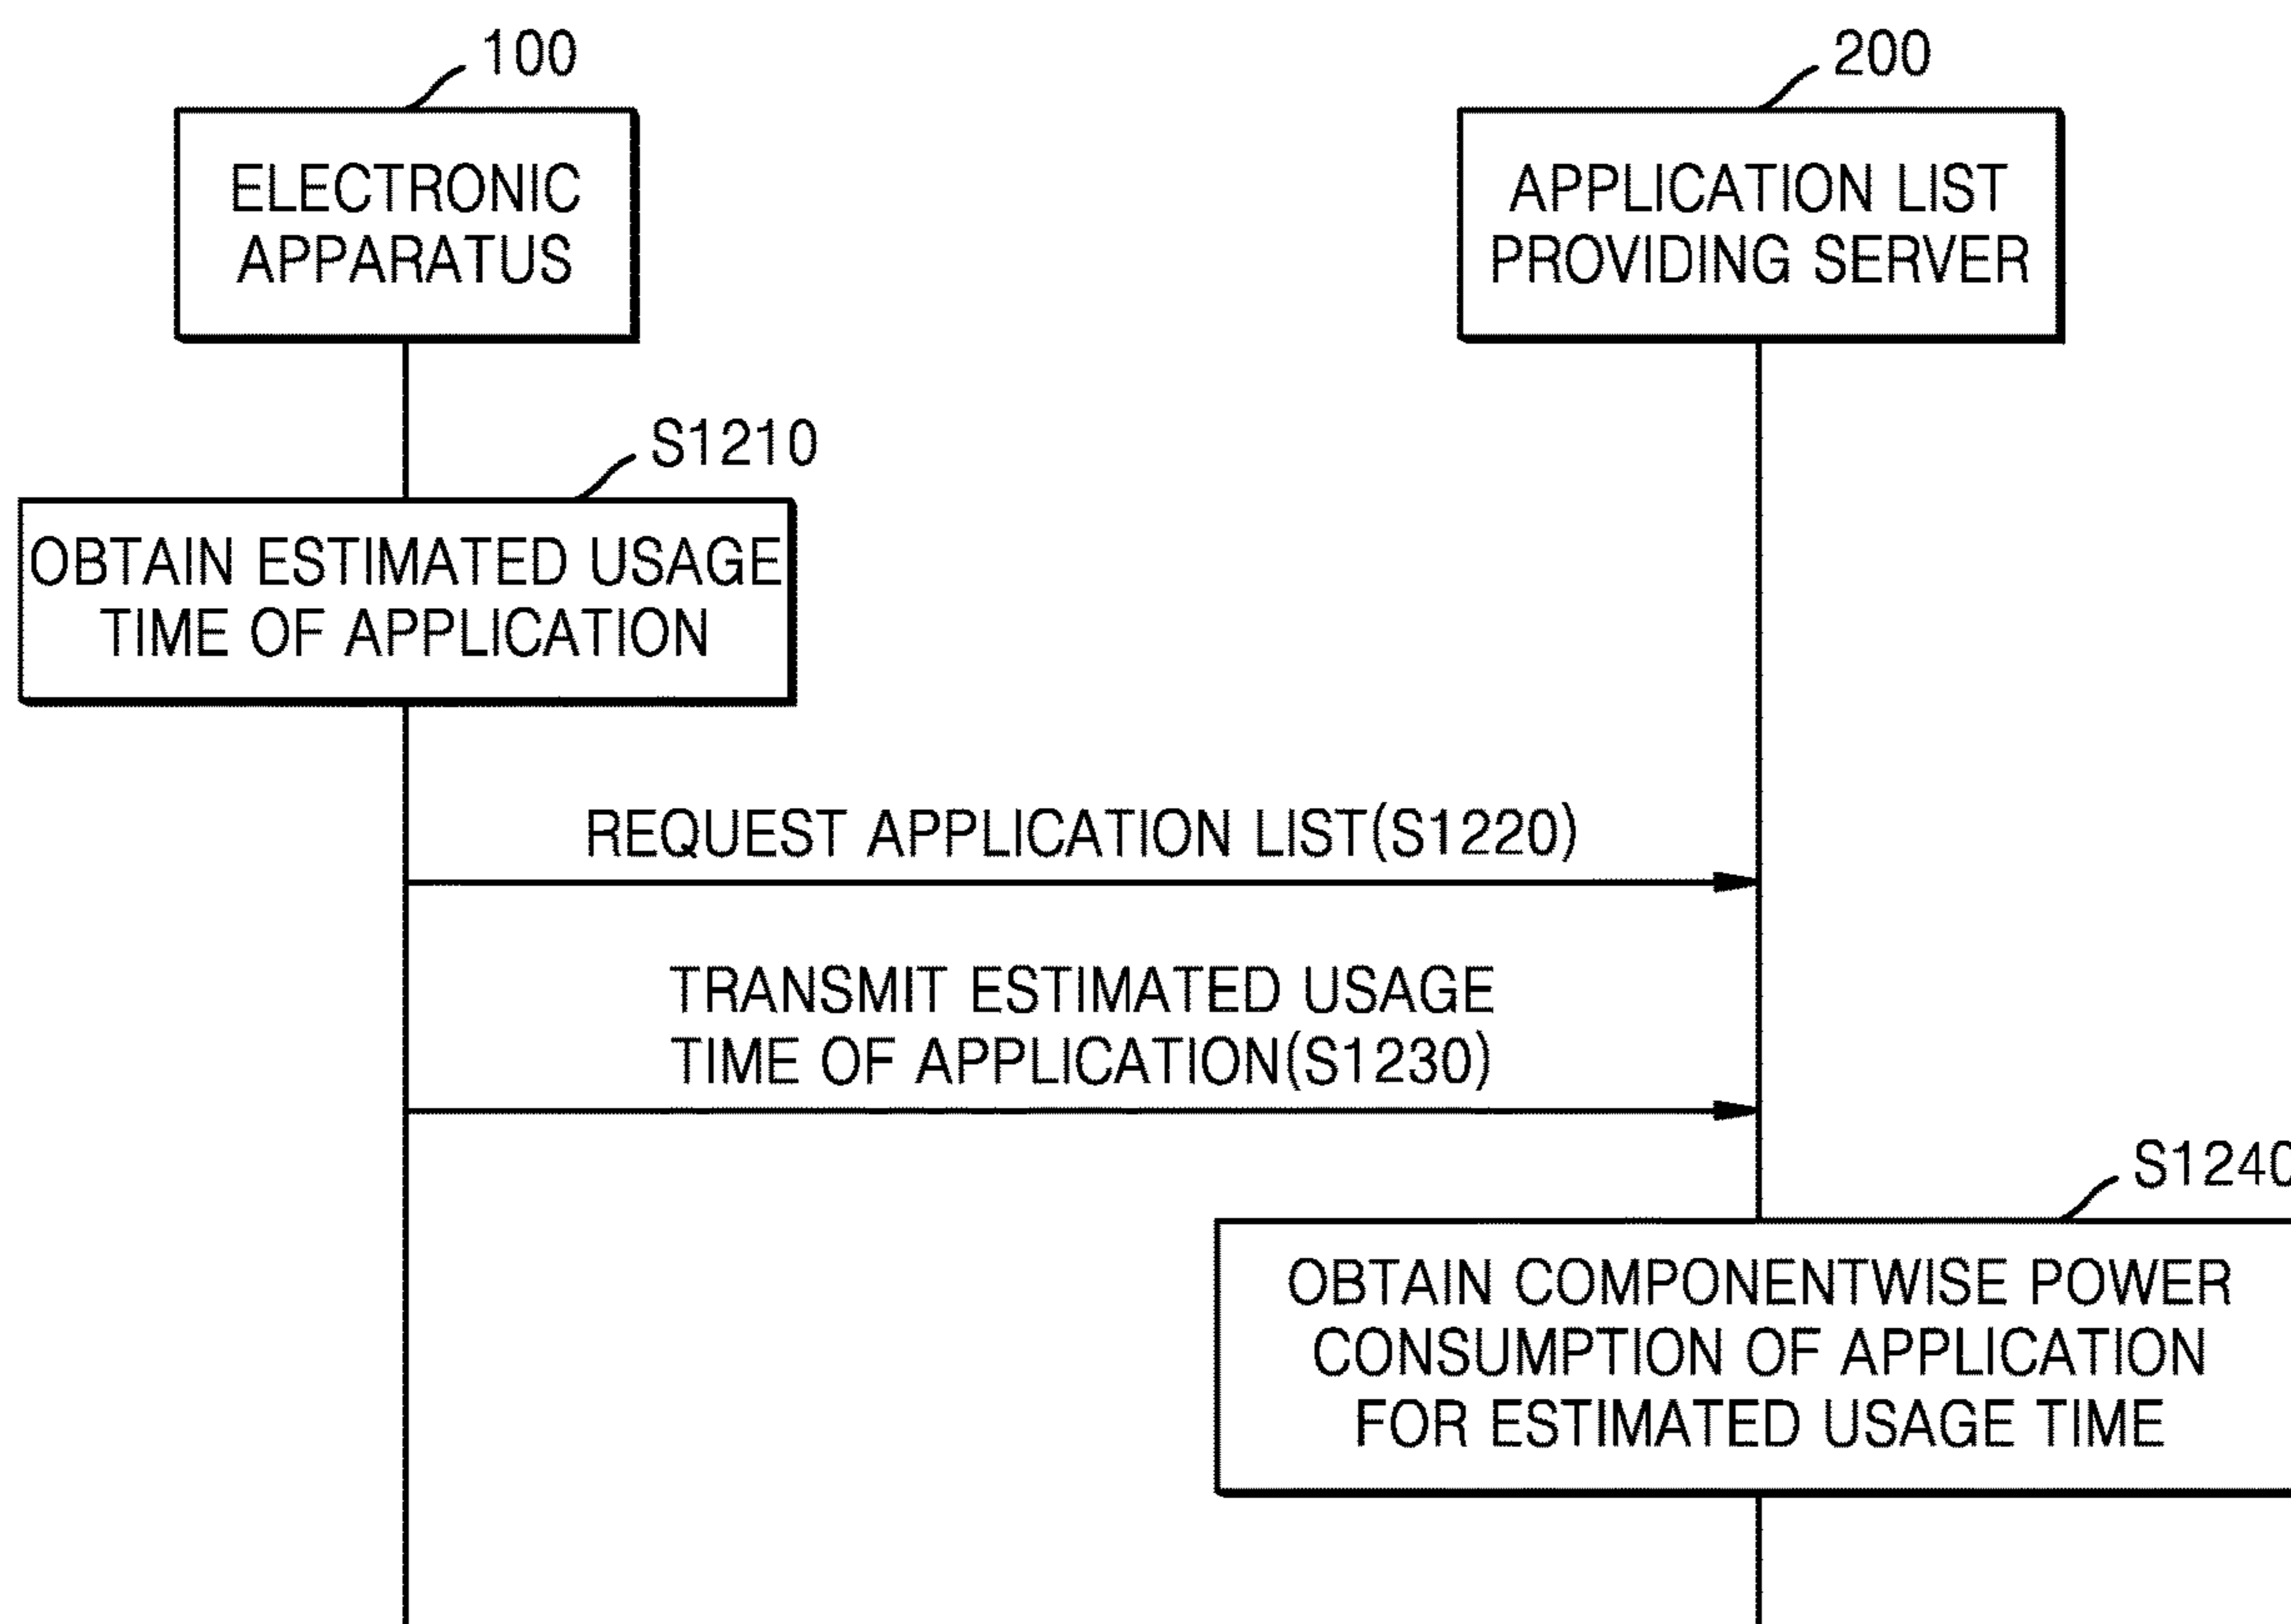 100
200
ELECTRONIC
APPARATUS
APPLICATION LIST
PROVIDING SERVER
S1210
OBTAIN ESTIMATED USAGE
TIME OF APPLICATION
REQUEST APPLICATION LIST(S1220)
TRANSMIT ESTIMATED USAGE
TIME OF APPLICATION(S1230)
S1240
OBTAIN COMPONENTWISE POWER
CONSUMPTION OF APPLICATION
FOR ESTIMATED USAGE TIME